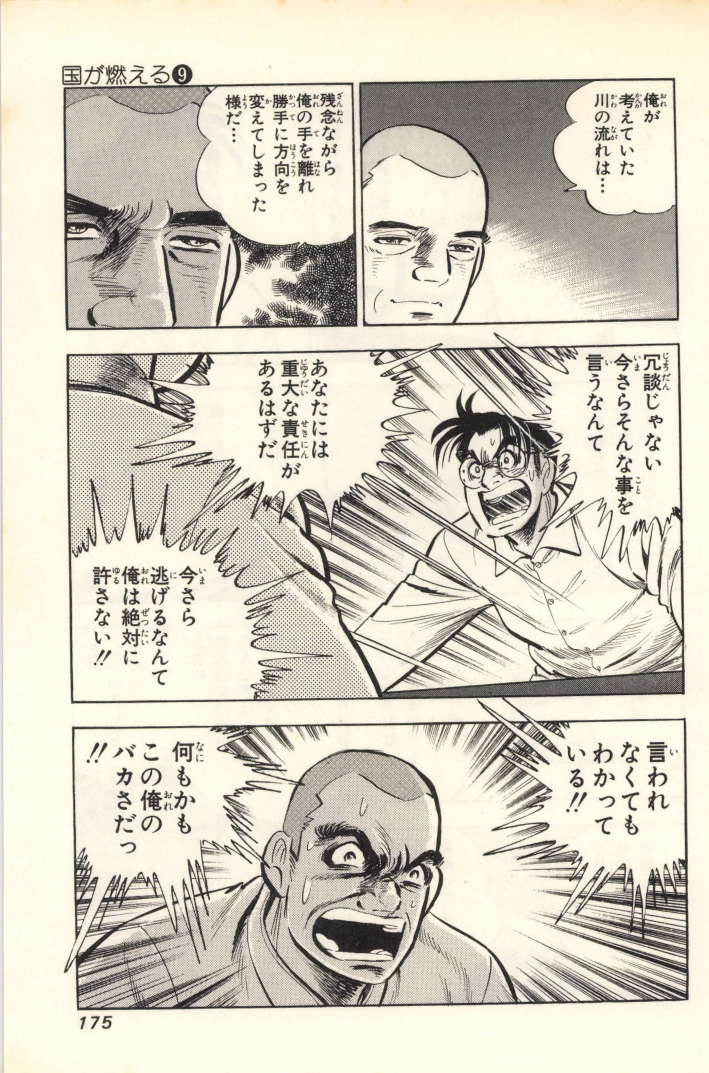 国が燃える❾
俺が
考えていた
川の流れは…
残念ながら
俺の手を離れ
勝手に方向を
変えてしまった
様だ…
冗談じゃない
今さらそんな事を
言うなんて
あなたには
重大な責任が
あるはずだ
今さら
逃げるなんて
俺は絶対に
許さない!!
言われ
なくても
わかって
いる!!
何もかも
この俺の
バカさだっ
!!
175